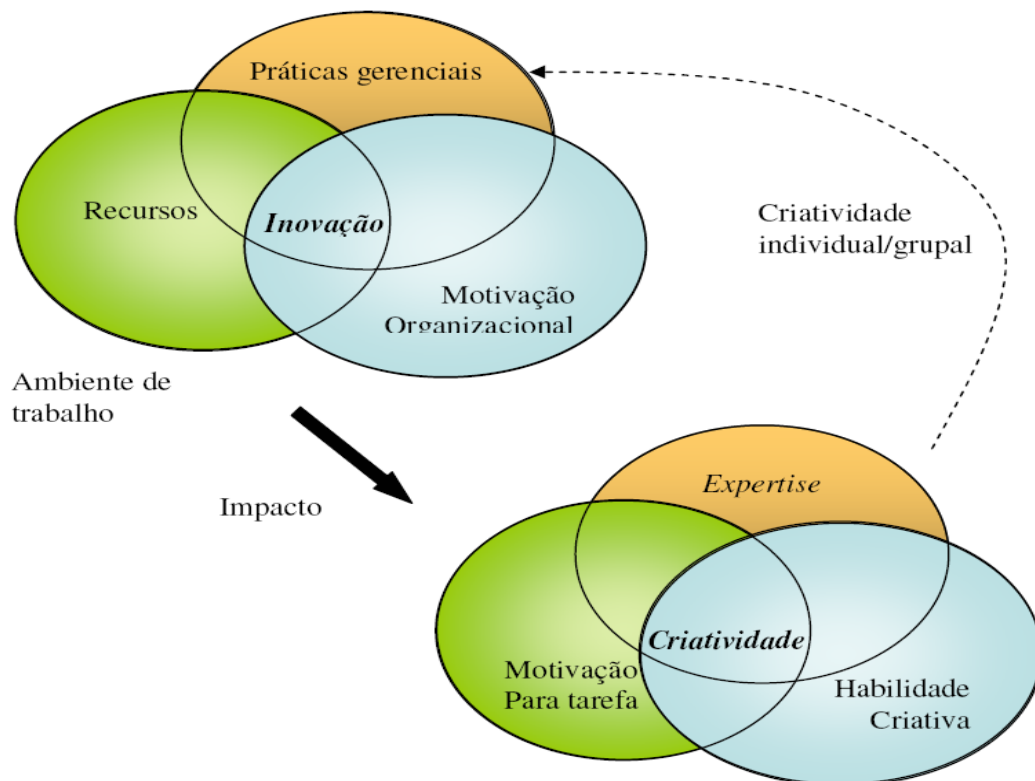 Práticas gerenciais
Recursos
Inovação
Motivação
Organizacional
Criatividade
individual/grupal
Ambiente de
trabalho
Impacto
Expertise
Criatividade
Motivação
Para tarefa
Habilidade
Criativa